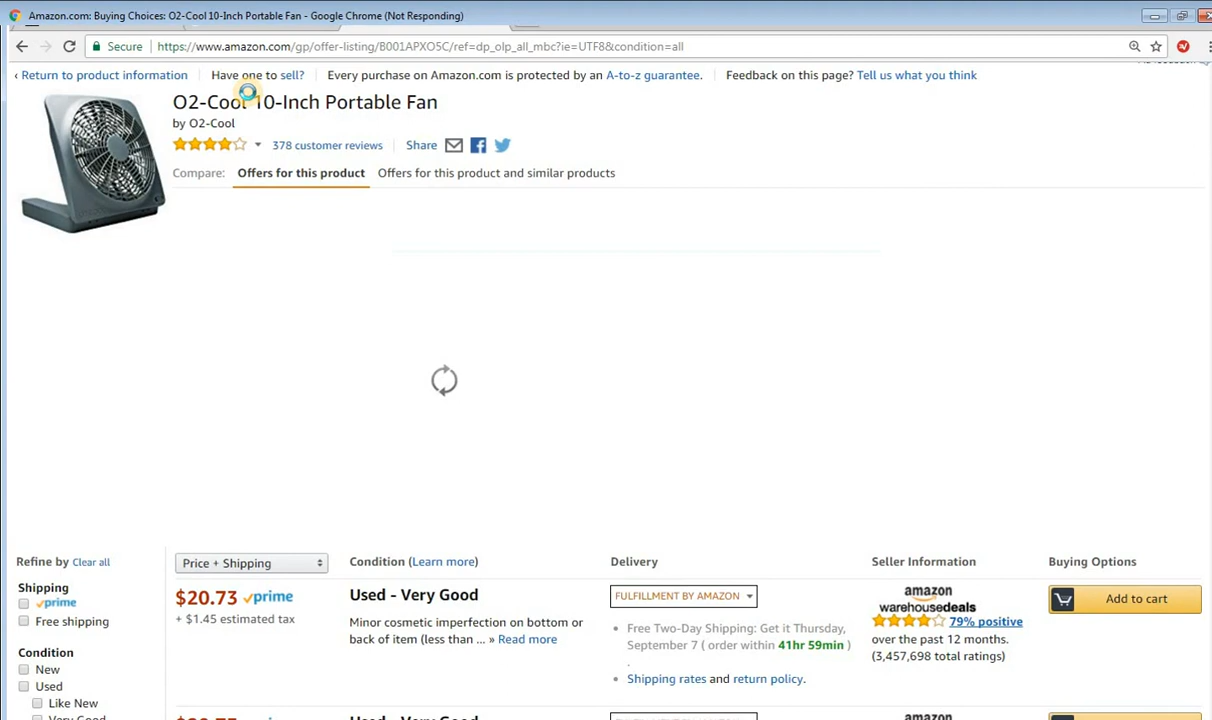 Amazon.com: Buying Choices: O2-Cool 10-Inch Portable Fan - Google Chrome (Not Responding)
Secure https://www.amazon.com/gp/offer-listing/B001APXO5C/ref=dp_olp_all_mbc?ie=UTF8&condition=all
‹ Return to product information Have one to sell? Every purchase on Amazon.com is protected by an A-to-z guarantee. Feedback on this page? Tell us what you think
O2-Cool 10-Inch Portable Fan
by O2-Cool
378 customer reviews Share
Compare: Offers for this product Offers for this product and similar products
Refine by Clear all Price + Shipping Condition (Learn more) Delivery Seller Information Buying Options
Shipping
prime
Free shipping
Condition
New
Used
Like New
Very Good
$20.73 prime
+ $1.45 estimated tax
Used - Very Good
Minor cosmetic imperfection on bottom or
back of item (less than ... » Read more
FULFILLMENT BY AMAZON
• Free Two-Day Shipping: Get it Thursday,
September 7 ( order within 41hr 59min )
.
• Shipping rates and return policy.
amazon
warehousedeals
79% positive
over the past 12 months.
(3,457,698 total ratings)
Add to cart
Used - Very Good
amazon